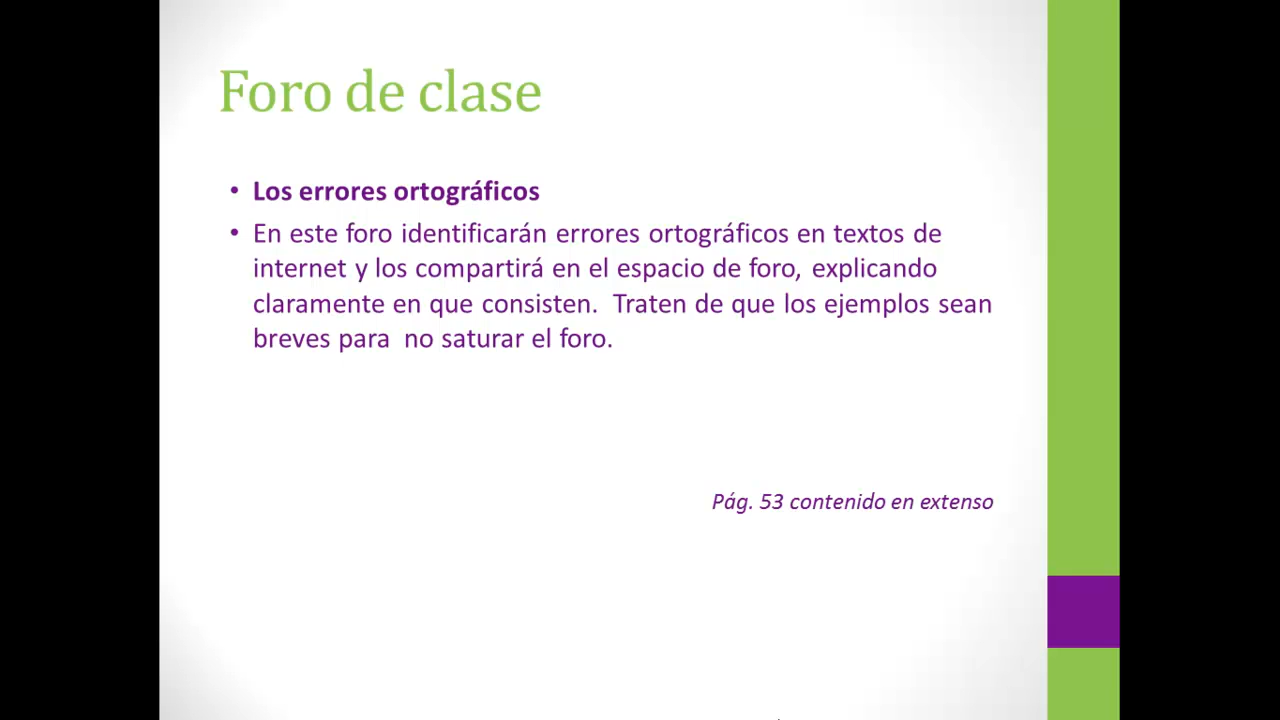 Foro de clase
• Los errores ortográficos
• En este foro identificarán errores ortográficos en textos de
internet y los compartirá en el espacio de foro, explicando
claramente en que consisten.  Traten de que los ejemplos sean
breves para  no saturar el foro.
Pág. 53 contenido en extenso